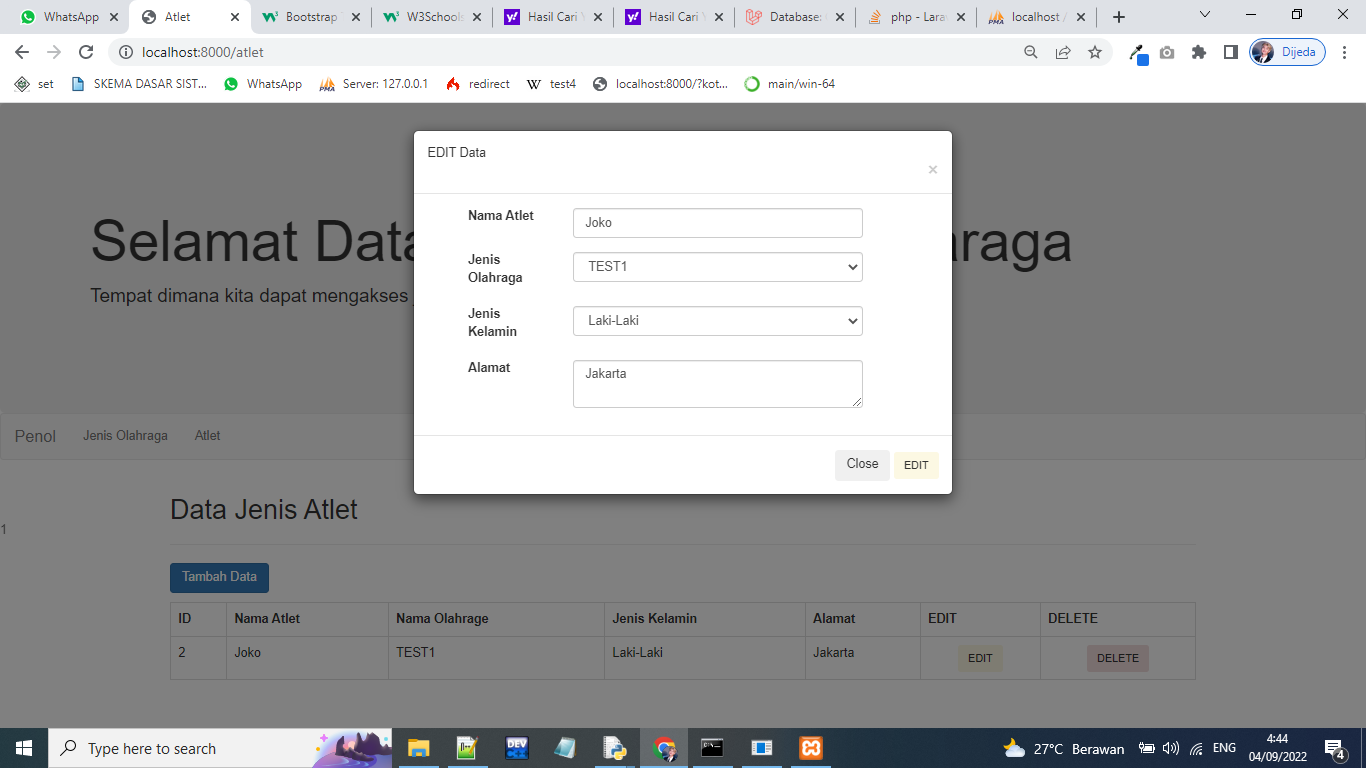 WhatsApp
Atlet
Bootstrap
W3School
Hasil Cari
Hasil Cari
Database:
php - Lara
localhost /
localhost:8000/atlet
Dijeda
set
SKEMA DASAR SIST...
WhatsApp
Server: 127.0.0.1
redirect
test4
localhost:8000/?kot...
main/win-64
EDIT Data
×
Selamat Data
araga
Tempat dimana kita dapat mengakses
Nama Atlet
Joko
Jenis
Olahraga
TEST1
Jenis
Kelamin
Laki-Laki
Alamat
Jakarta
Close
EDIT
Penol
Jenis Olahraga
Atlet
Data Jenis Atlet
1
Tambah Data
ID
Nama Atlet
Nama Olahrage
Jenis Kelamin
Alamat
EDIT
DELETE
2
Joko
TEST1
Laki-Laki
Jakarta
EDIT
DELETE
Type here to search
DEV
27°C Berawan
ENG
4:44
04/09/2022
4